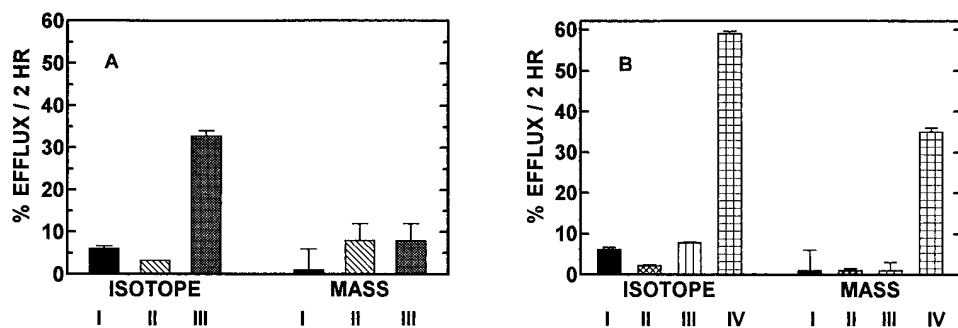 60
50
40
30
20
10
0
% EFFLUX / 2 HR
A
ISOTOPE MASS
I II III I II III
60
50
40
30
20
10
0
% EFFLUX / 2 HR
B
ISOTOPE MASS
I II III IV I II III IV